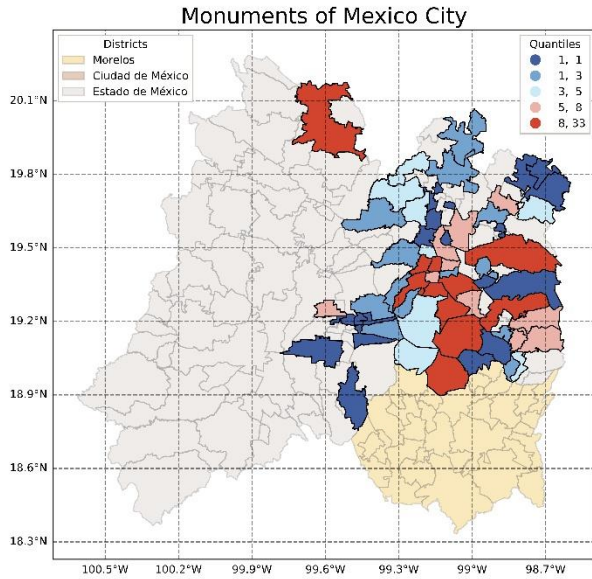 Monuments of Mexico City
Districts
Morelos
Ciudad de México
Estado de México
Quantiles
1, 1
1, 3
3, 5
5, 8
8, 33
20.1°N
19.8°N
19.5°N
19.2°N
18.9°N
18.6°N
18.3°N
100.5°W 100.2°W 99.9°W 99.6°W 99.3°W 99°W 98.7°W